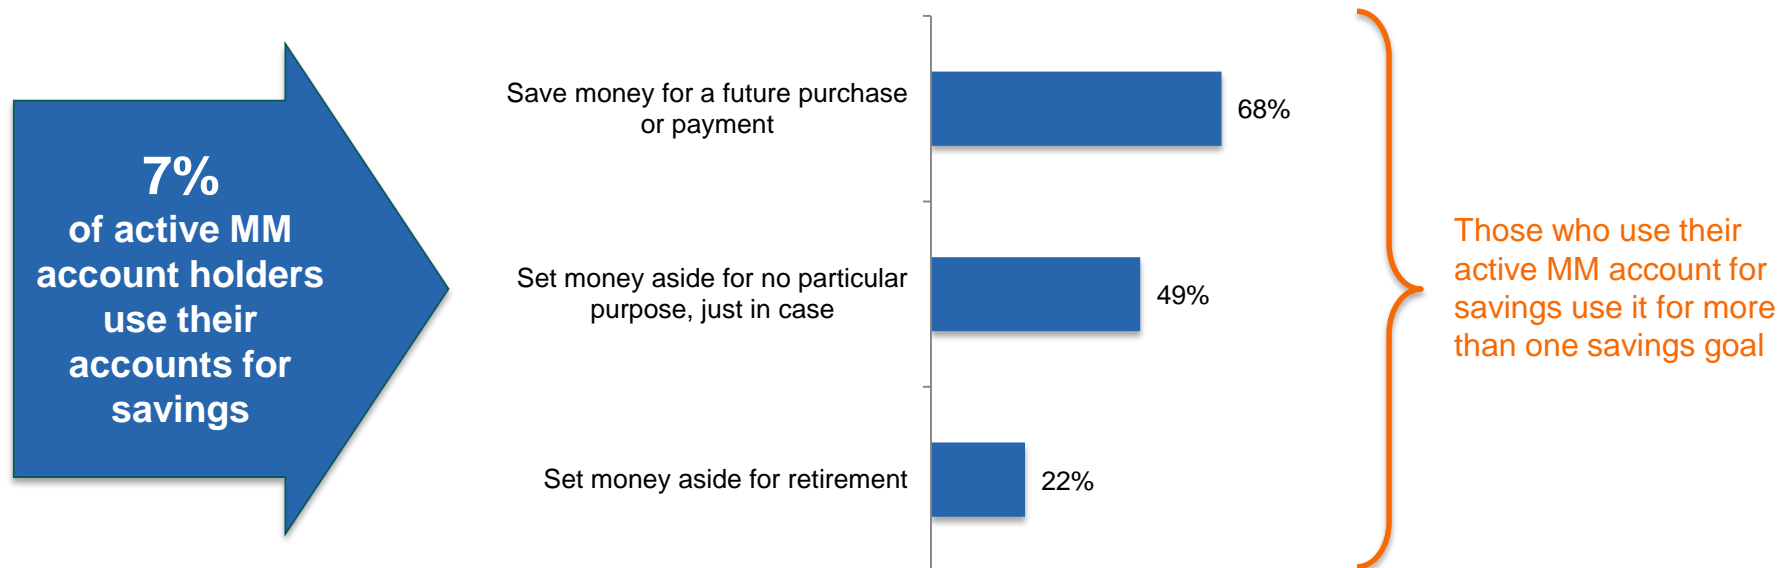 7%
of active MM
account holders
use their
accounts for
savings
Save money for a future purchase
or payment
68%
Set money aside for no particular
purpose, just in case
49%
Set money aside for retirement
22%
Those who use their
active MM account for
savings use it for more
than one savings goal